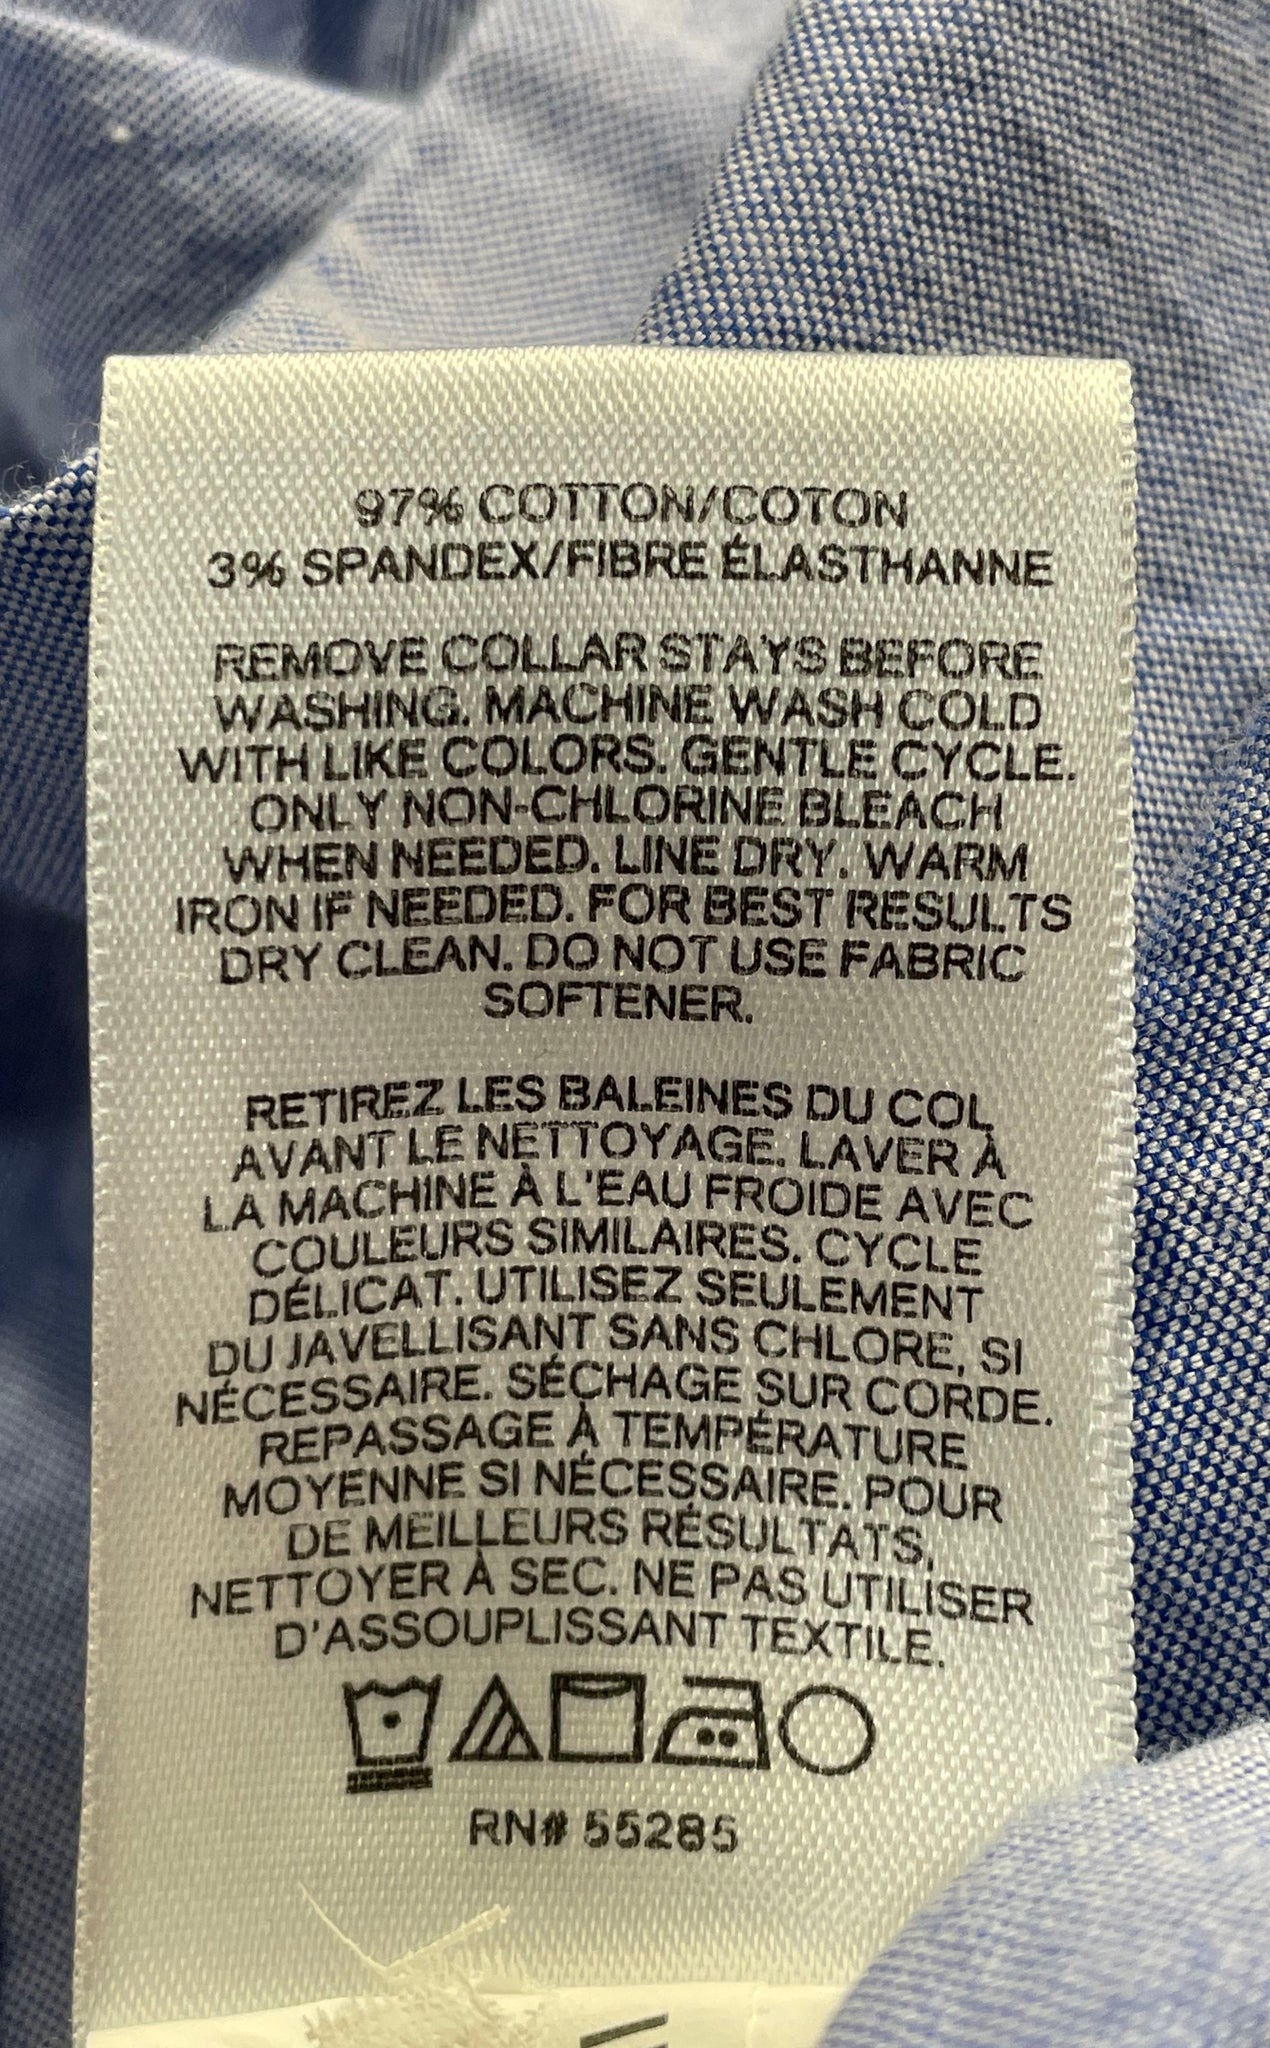 97% COTTON/COTON
3% SPANDEX/FIBRE ÉLASTHANNE
REMOVE COLLAR STAYS BEFORE
WASHING. MACHINE WASH COLD
WITH LIKE COLORS. GENTLE CYCLE.
ONLY NON-CHLORINE BLEACH
WHEN NEEDED. LINE DRY. WARM
IRON IF NEEDED. FOR BEST RESULTS
DRY CLEAN. DO NOT USE FABRIC
SOFTENER.
RETIREZ LES BALEINES DU COL
AVANT LE NETTOYAGE. LAVER À
LA MACHINE À L'EAU FROIDE AVEC
COULEURS SIMILAIRES. CYCLE
DÉLICAT. UTILISEZ SEULEMENT
DU JAVELLISANT SANS CHLORE, SI
NÉCESSAIRE. SÉCHAGE SUR CORDE.
REPASSAGE À TEMPÉRATURE
MOYENNE SI NÉCESSAIRE. POUR
DE MEILLEURS RÉSULTATS,
NETTOYER À SEC. NE PAS UTILISER
D'ASSOUPLISSANT TEXTILE.
RN# 55285